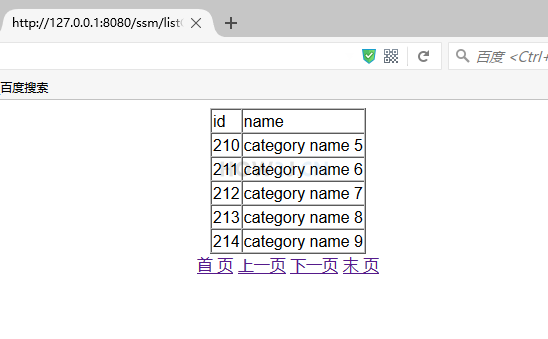 http://127.0.0.1:8080/ssm/list
百度 <Ctrl+
百度搜索
id name
210 category name 5
211 category name 6
212 category name 7
213 category name 8
214 category name 9
首 页 上一页 下一页 末 页